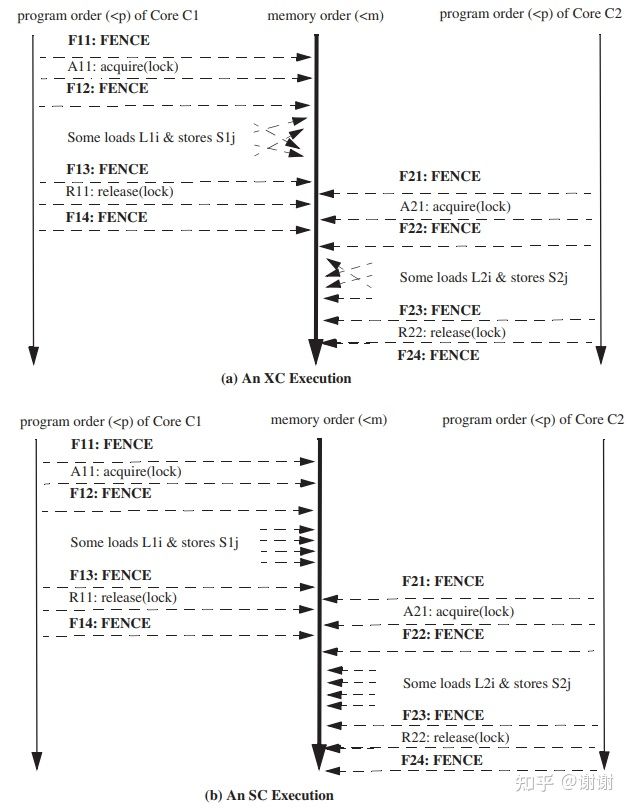 program order (<p) of Core C1
memory order (<m)
program order (<p) of Core C2
F11: FENCE
A11: acquire(lock)
F12: FENCE
Some loads L1i & stores S1j
F13: FENCE
R11: release(lock)
F14: FENCE
F21: FENCE
A21: acquire(lock)
F22: FENCE
Some loads L2i & stores S2j
F23: FENCE
R22: release(lock)
F24: FENCE
(a) An XC Execution
program order (<p) of Core C1
memory order (<m)
program order (<p) of Core C2
F11: FENCE
A11: acquire(lock)
F12: FENCE
Some loads L1i & stores S1j
F13: FENCE
R11: release(lock)
F14: FENCE
F21: FENCE
A21: acquire(lock)
F22: FENCE
Some loads L2i & stores S2j
F23: FENCE
R22: release(lock)
F24: FENCE
(b) An SC Execution
知乎 @谢谢